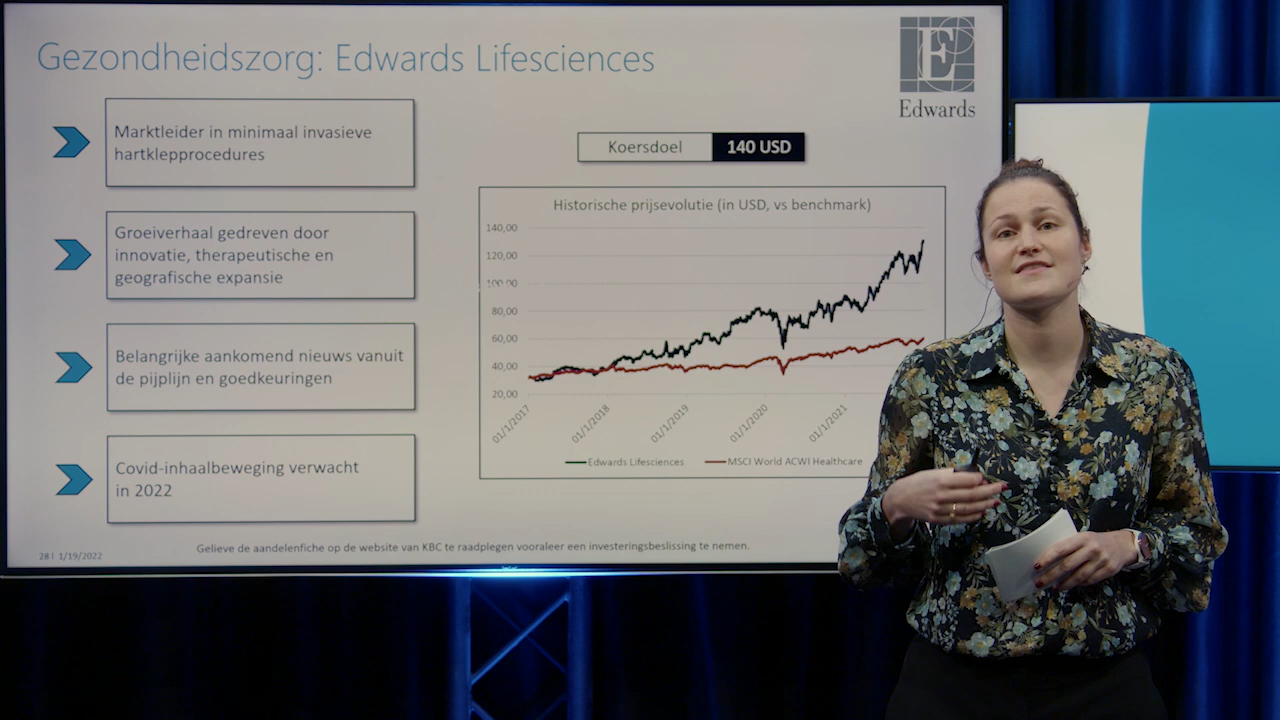 Gezondheidszorg: Edwards Lifesciences
E
Edwards
Marktleider in minimaal invasieve
hartklepprocedures
Groeiverhaal gedreven door
innovatie, therapeutische en
geografische expansie
Belangrijke aankomend nieuws vanuit
de pijplijn en goedkeuringen
Covid-inhaalbeweging verwacht
in 2022
Koersdoel 140 USD
Historische prijsevolutie (in USD, vs benchmark)
140,00
120,00
100,00
80,00
60,00
40,00
20,00
01/1/2017
01/1/2018
01/1/2019
01/1/2020
01/1/2021
Edwards Lifesciences MSCI World ACWI Healthcare
Gelieve de aandelenfiche op de website van KBC te raadplegen vooraleer een investeringsbeslissing te nemen.
28 | 1/19/2022